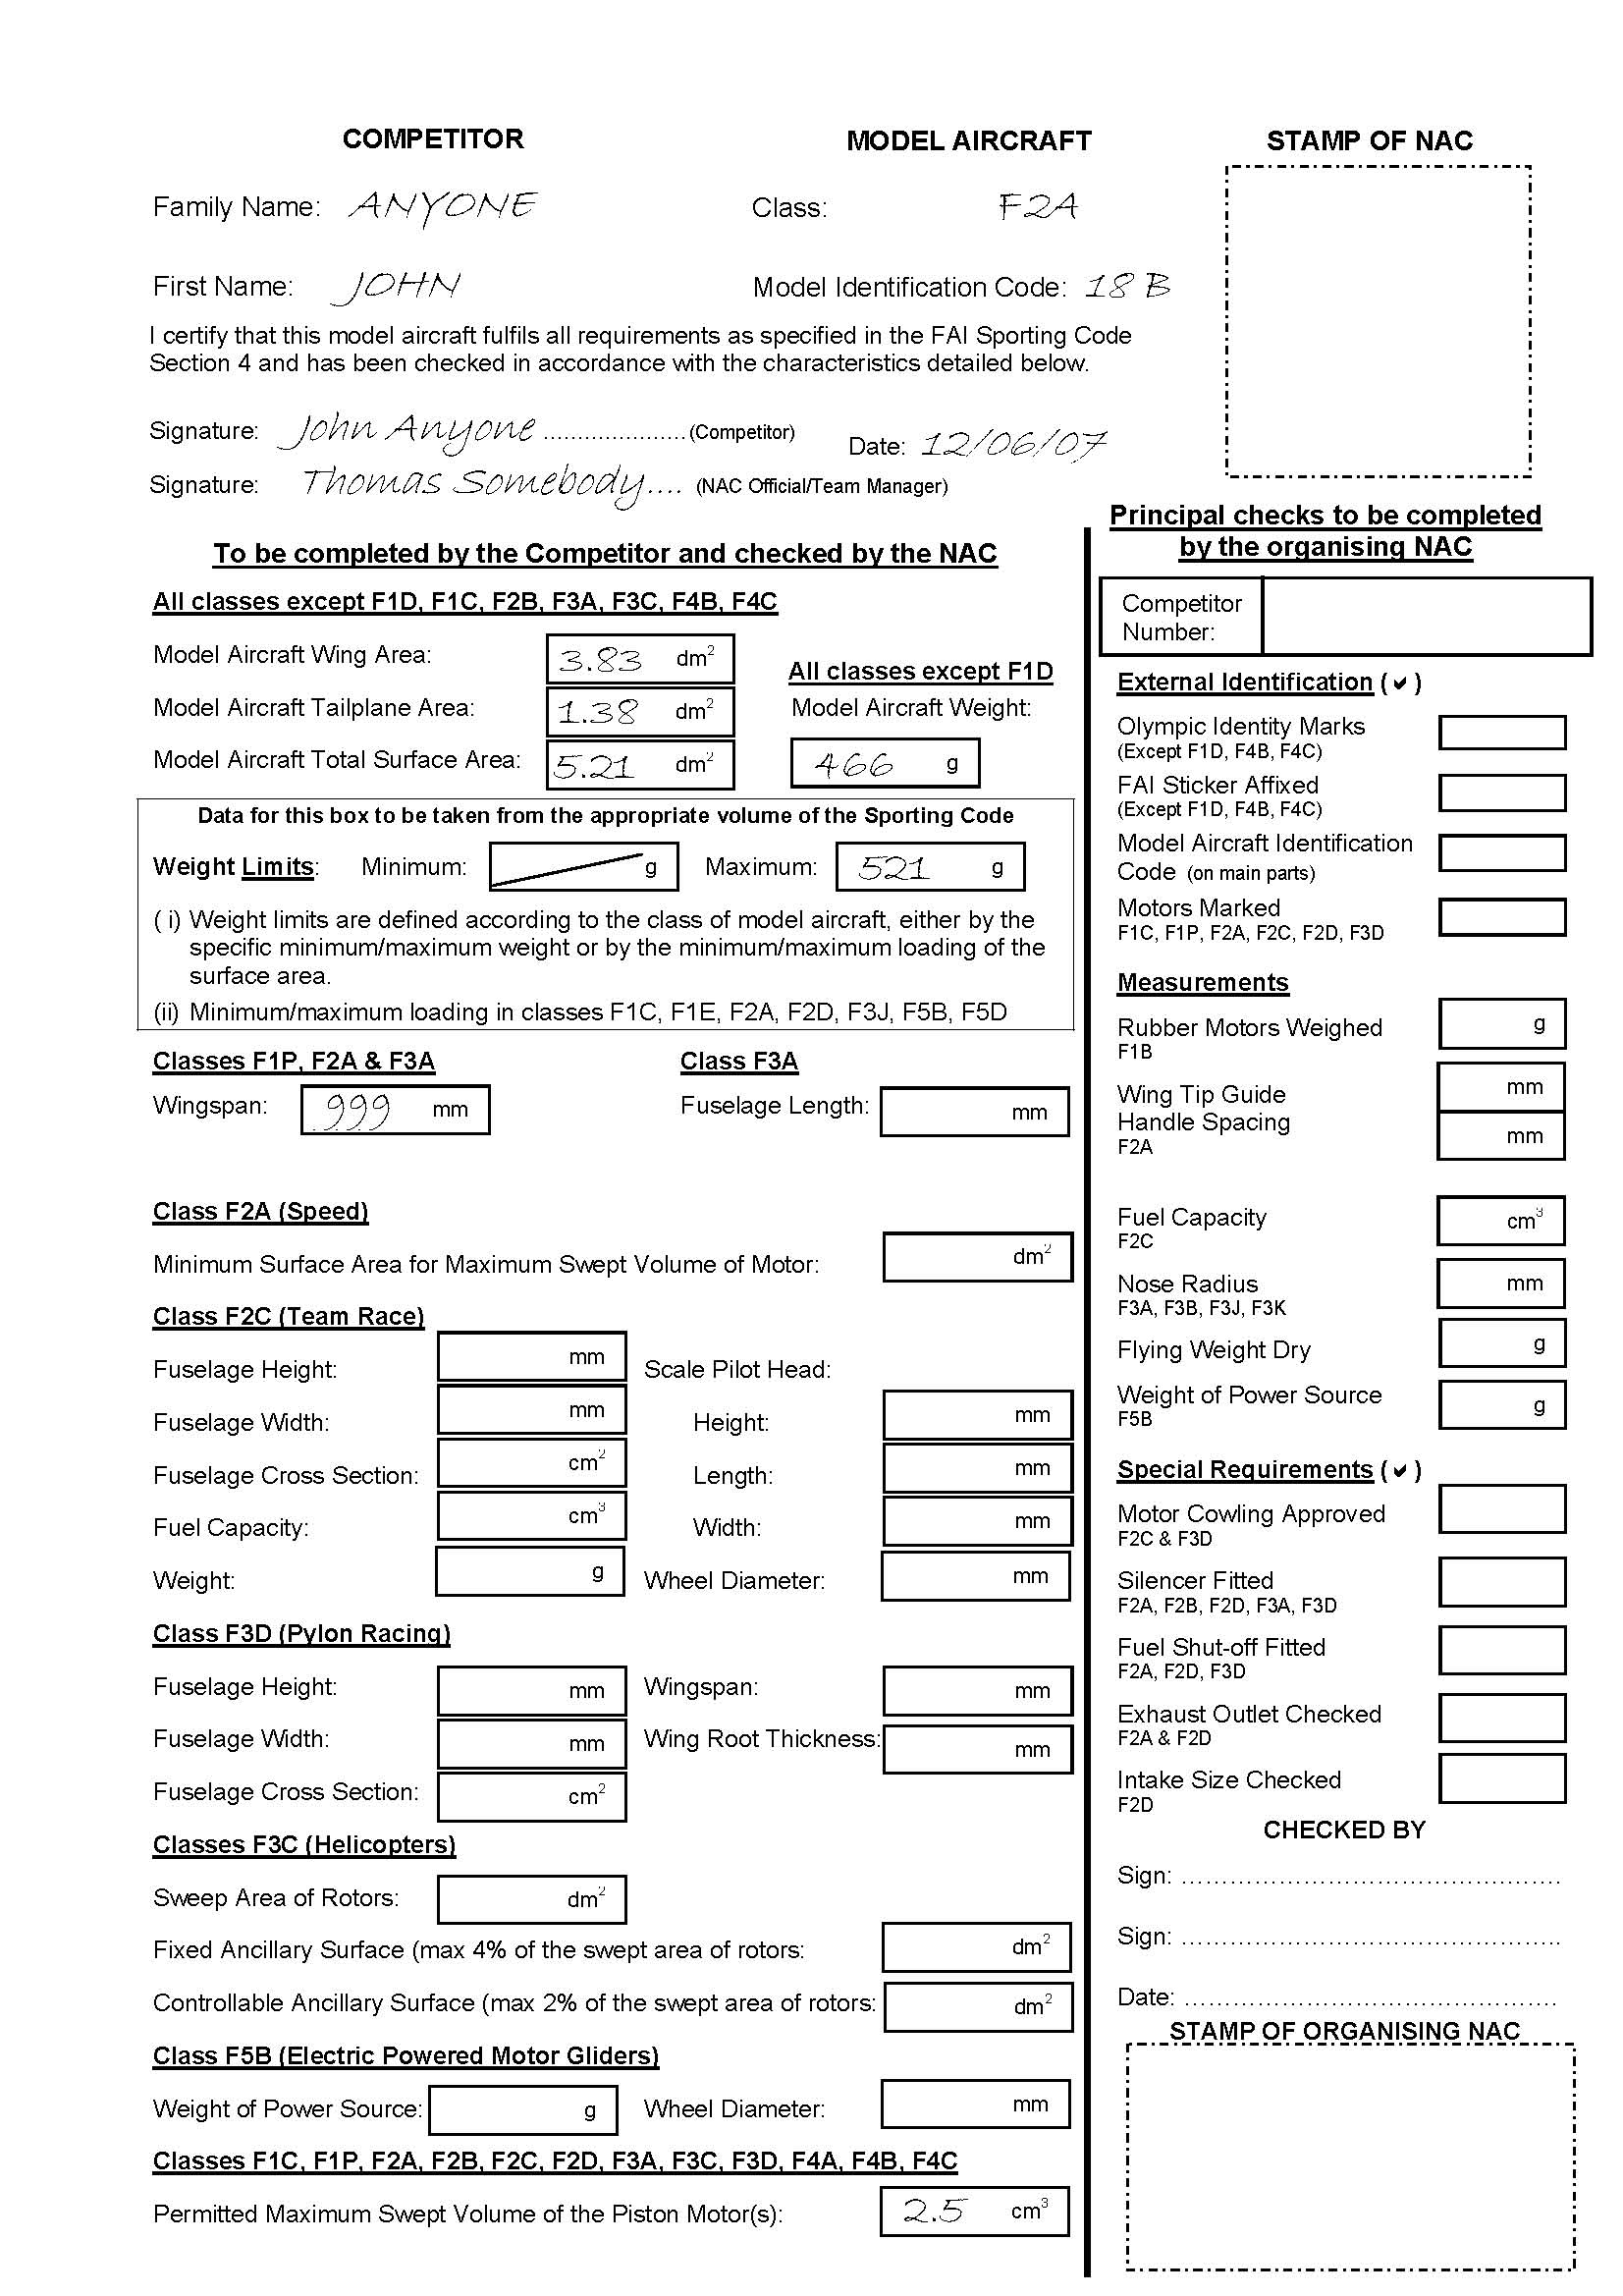 COMPETITOR MODEL AIRCRAFT STAMP OF NAC
Family Name: ANYONE Class: F2A
First Name: JOHN Model Identification Code: 18 B
I certify that this model aircraft fulfils all requirements as specified in the FAI Sporting Code
Section 4 and has been checked in accordance with the characteristics detailed below.
Signature: John Anyone ..................... (Competitor) Date: 12/06/07
Signature: Thomas Somebody.... (NAC Official/Team Manager)
To be completed by the Competitor and checked by the NAC
All classes except F1D, F1C, F2B, F3A, F3C, F4B, F4C
Model Aircraft Wing Area: 3.83 dm²
All classes except F1D
Model Aircraft Tailplane Area: 1.38 dm² Model Aircraft Weight:
Model Aircraft Total Surface Area: 5.21 dm² 466 g
Data for this box to be taken from the appropriate volume of the Sporting Code
Weight Limits: Minimum: g Maximum: 521 g
( i) Weight limits are defined according to the class of model aircraft, either by the
specific minimum/maximum weight or by the minimum/maximum loading of the
surface area.
(ii) Minimum/maximum loading in classes F1C, F1E, F2A, F2D, F3J, F5B, F5D
Classes F1P, F2A & F3A Class F3A
Wingspan: 999 mm Fuselage Length: mm
Class F2A (Speed)
Minimum Surface Area for Maximum Swept Volume of Motor: dm²
Class F2C (Team Race)
Fuselage Height: mm Scale Pilot Head:
Fuselage Width: mm Height: mm
Fuselage Cross Section: cm² Length: mm
Fuel Capacity: cm³ Width: mm
Weight: g Wheel Diameter: mm
Class F3D (Pylon Racing)
Fuselage Height: mm Wingspan: mm
Fuselage Width: mm Wing Root Thickness: mm
Fuselage Cross Section: cm²
Classes F3C (Helicopters)
Sweep Area of Rotors: dm²
Fixed Ancillary Surface (max 4% of the swept area of rotors: dm²
Controllable Ancillary Surface (max 2% of the swept area of rotors: dm²
Class F5B (Electric Powered Motor Gliders)
Weight of Power Source: g Wheel Diameter: mm
Classes F1C, F1P, F2A, F2B, F2C, F2D, F3A, F3C, F3D, F4A, F4B, F4C
Permitted Maximum Swept Volume of the Piston Motor(s): 2.5 cm³
Principal checks to be completed
by the organising NAC
Competitor
Number:
External Identification (✓)
Olympic Identity Marks
(Except F1D, F4B, F4C)
FAI Sticker Affixed
(Except F1D, F4B, F4C)
Model Aircraft Identification
Code (on main parts)
Motors Marked
F1C, F1P, F2A, F2C, F2D, F3D
Measurements
Rubber Motors Weighed g
F1B
Wing Tip Guide mm
Handle Spacing mm
F2A
Fuel Capacity cm³
F2C
Nose Radius mm
F3A, F3B, F3J, F3K
Flying Weight Dry g
Weight of Power Source g
F5B
Special Requirements (✓)
Motor Cowling Approved
F2C & F3D
Silencer Fitted
F2A, F2B, F2D, F3A, F3D
Fuel Shut-off Fitted
F2A, F2D, F3D
Exhaust Outlet Checked
F2A & F2D
Intake Size Checked
F2D
CHECKED BY
Sign: ..............................................
Sign: ..............................................
Date: ..............................................
STAMP OF ORGANISING NAC